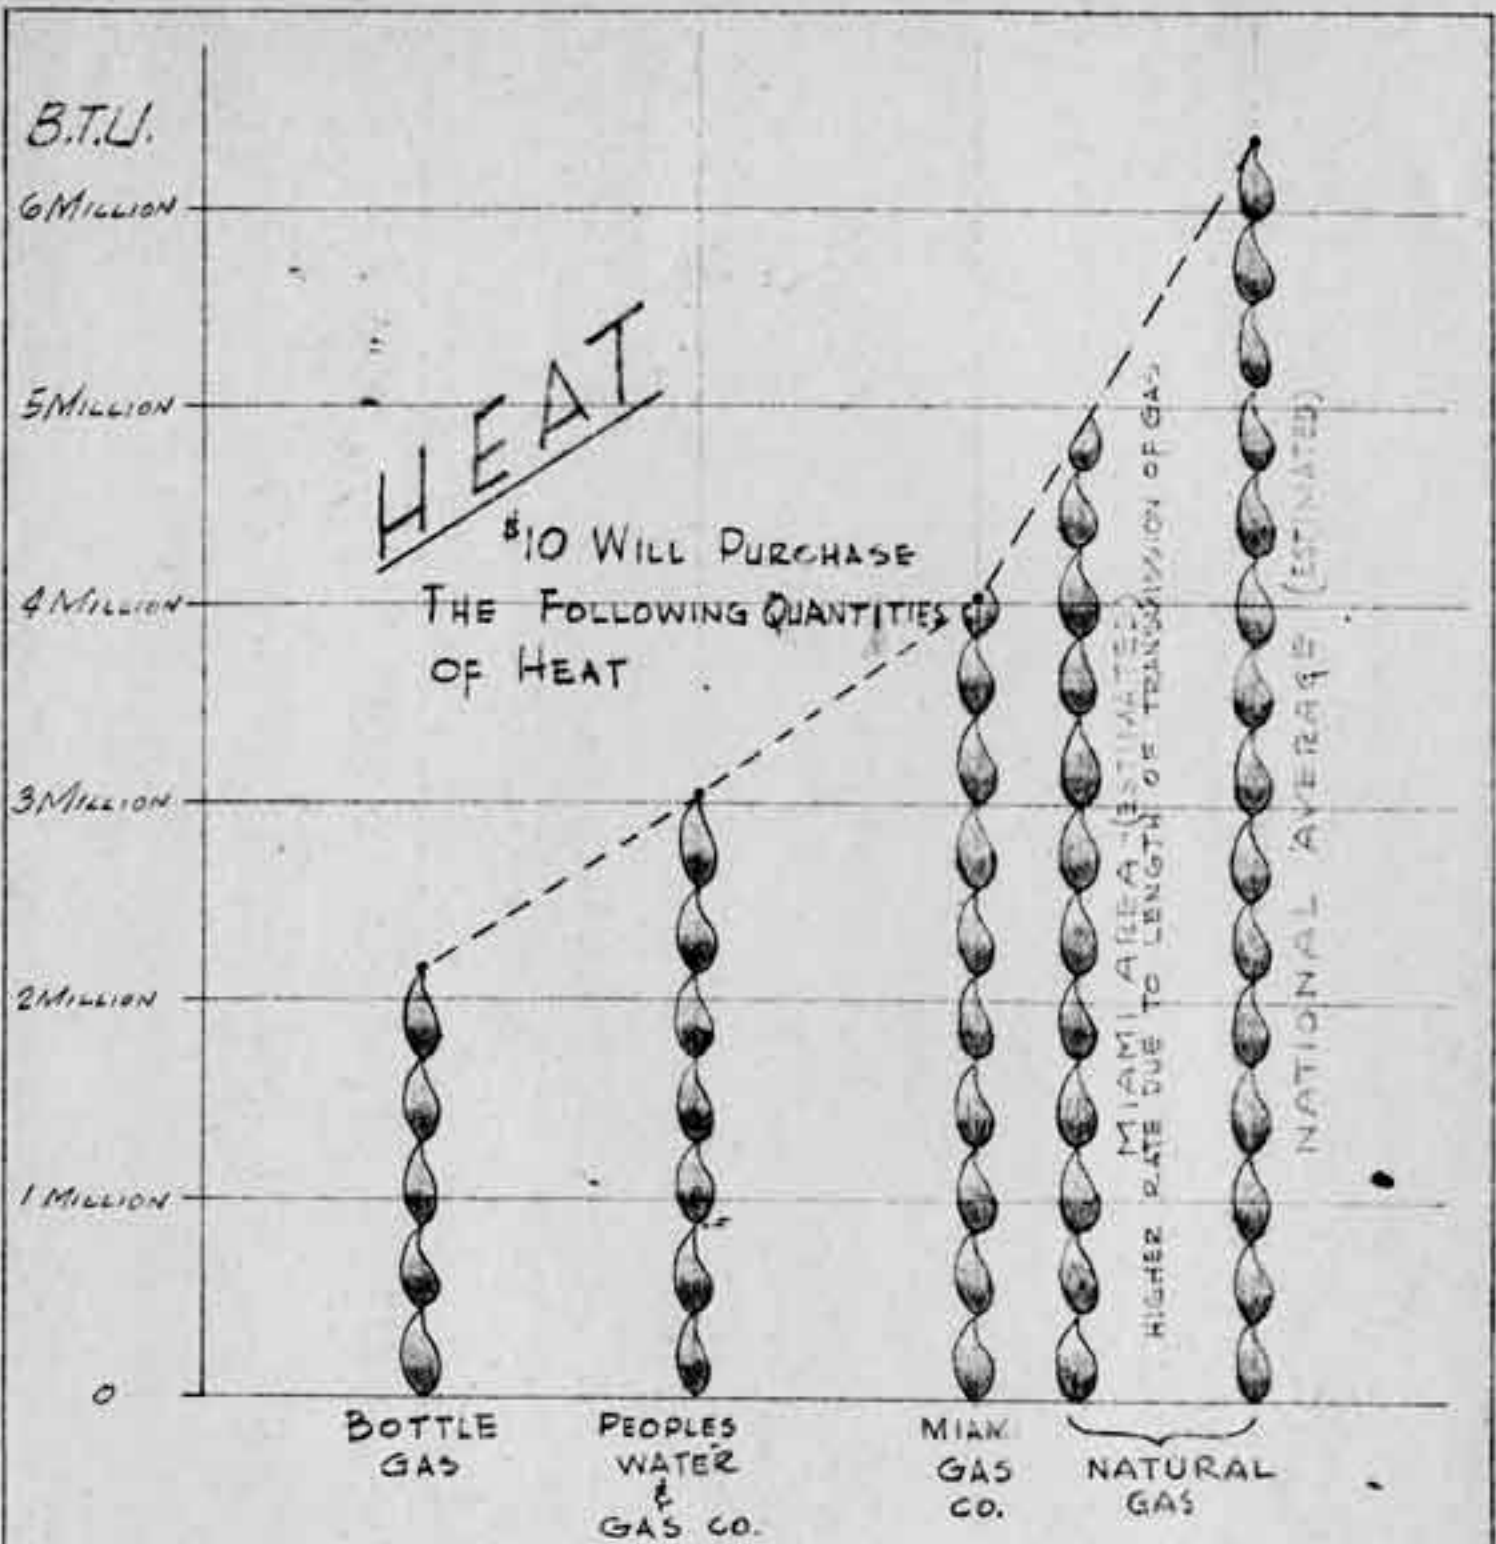 B.T.U.
6 MILLION
5 MILLION
4 MILLION
3 MILLION
2 MILLION
1 MILLION
0
HEAT
$10 WILL PURCHASE
THE FOLLOWING QUANTITIES
OF HEAT
MIAMI AREA (ESTIMATED)
HIGHER RATE DUE TO LENGTH OF TRANSMISSION OF GAS
NATIONAL AVERAGE (ESTIMATED)
BOTTLE
GAS
PEOPLES
WATER
&
GAS CO.
MIAMI
GAS
CO.
NATURAL
GAS